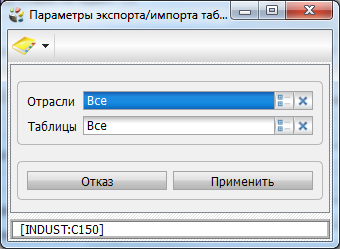 Параметры экспорта/импорта таб...
Отрасли Все
Таблицы Все
Отказ Применить
[INDUST:C150]